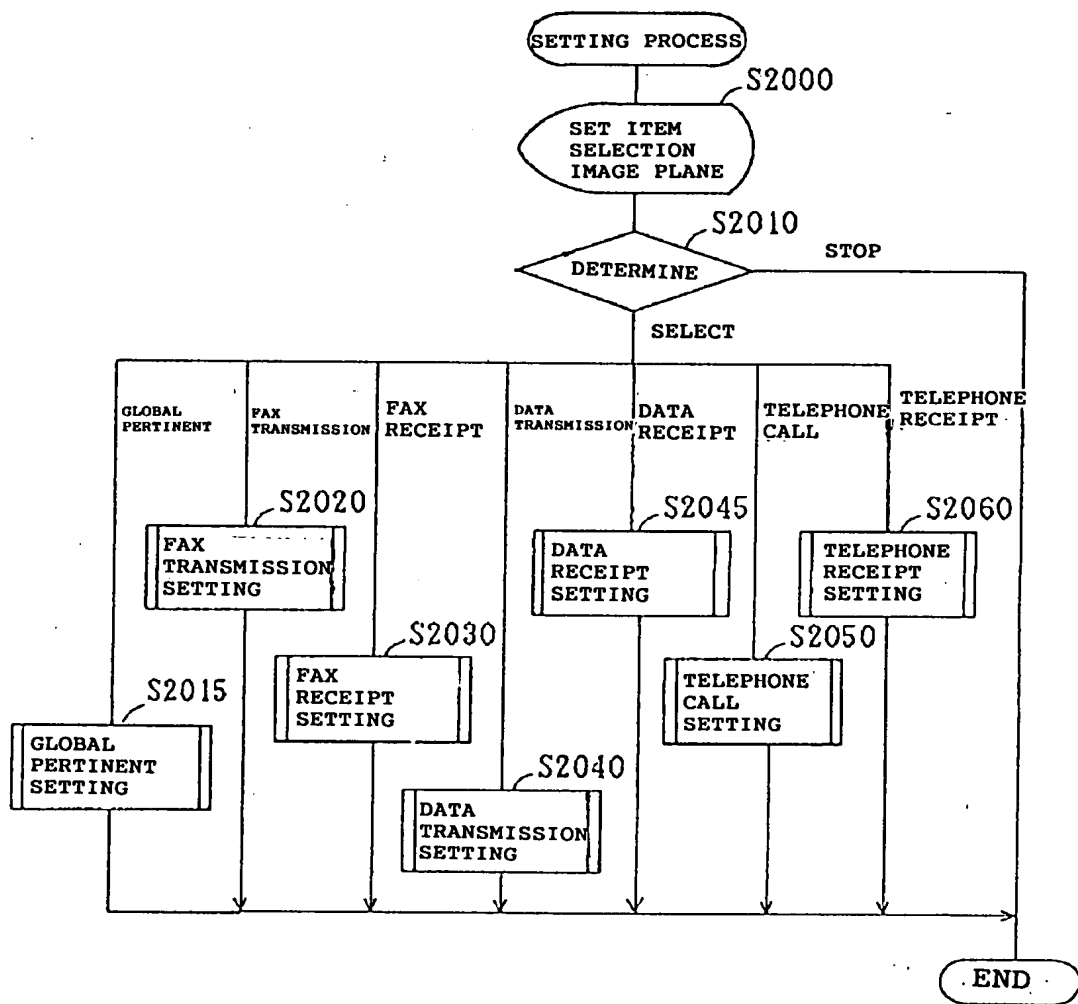 SETTING PROCESS
S2000
SET ITEM
SELECTION
IMAGE PLANE
S2010
DETERMINE
STOP
SELECT
GLOBAL
PERTINENT
FAX
TRANSMISSION
FAX
RECEIPT
DATA
TRANSMISSION
DATA
RECEIPT
TELEPHONE
CALL
TELEPHONE
RECEIPT
S2020
FAX
TRANSMISSION
SETTING
S2045
DATA
RECEIPT
SETTING
S2060
TELEPHONE
RECEIPT
SETTING
S2030
FAX
RECEIPT
SETTING
S2050
TELEPHONE
CALL
SETTING
S2015
GLOBAL
PERTINENT
SETTING
S2040
DATA
TRANSMISSION
SETTING
END